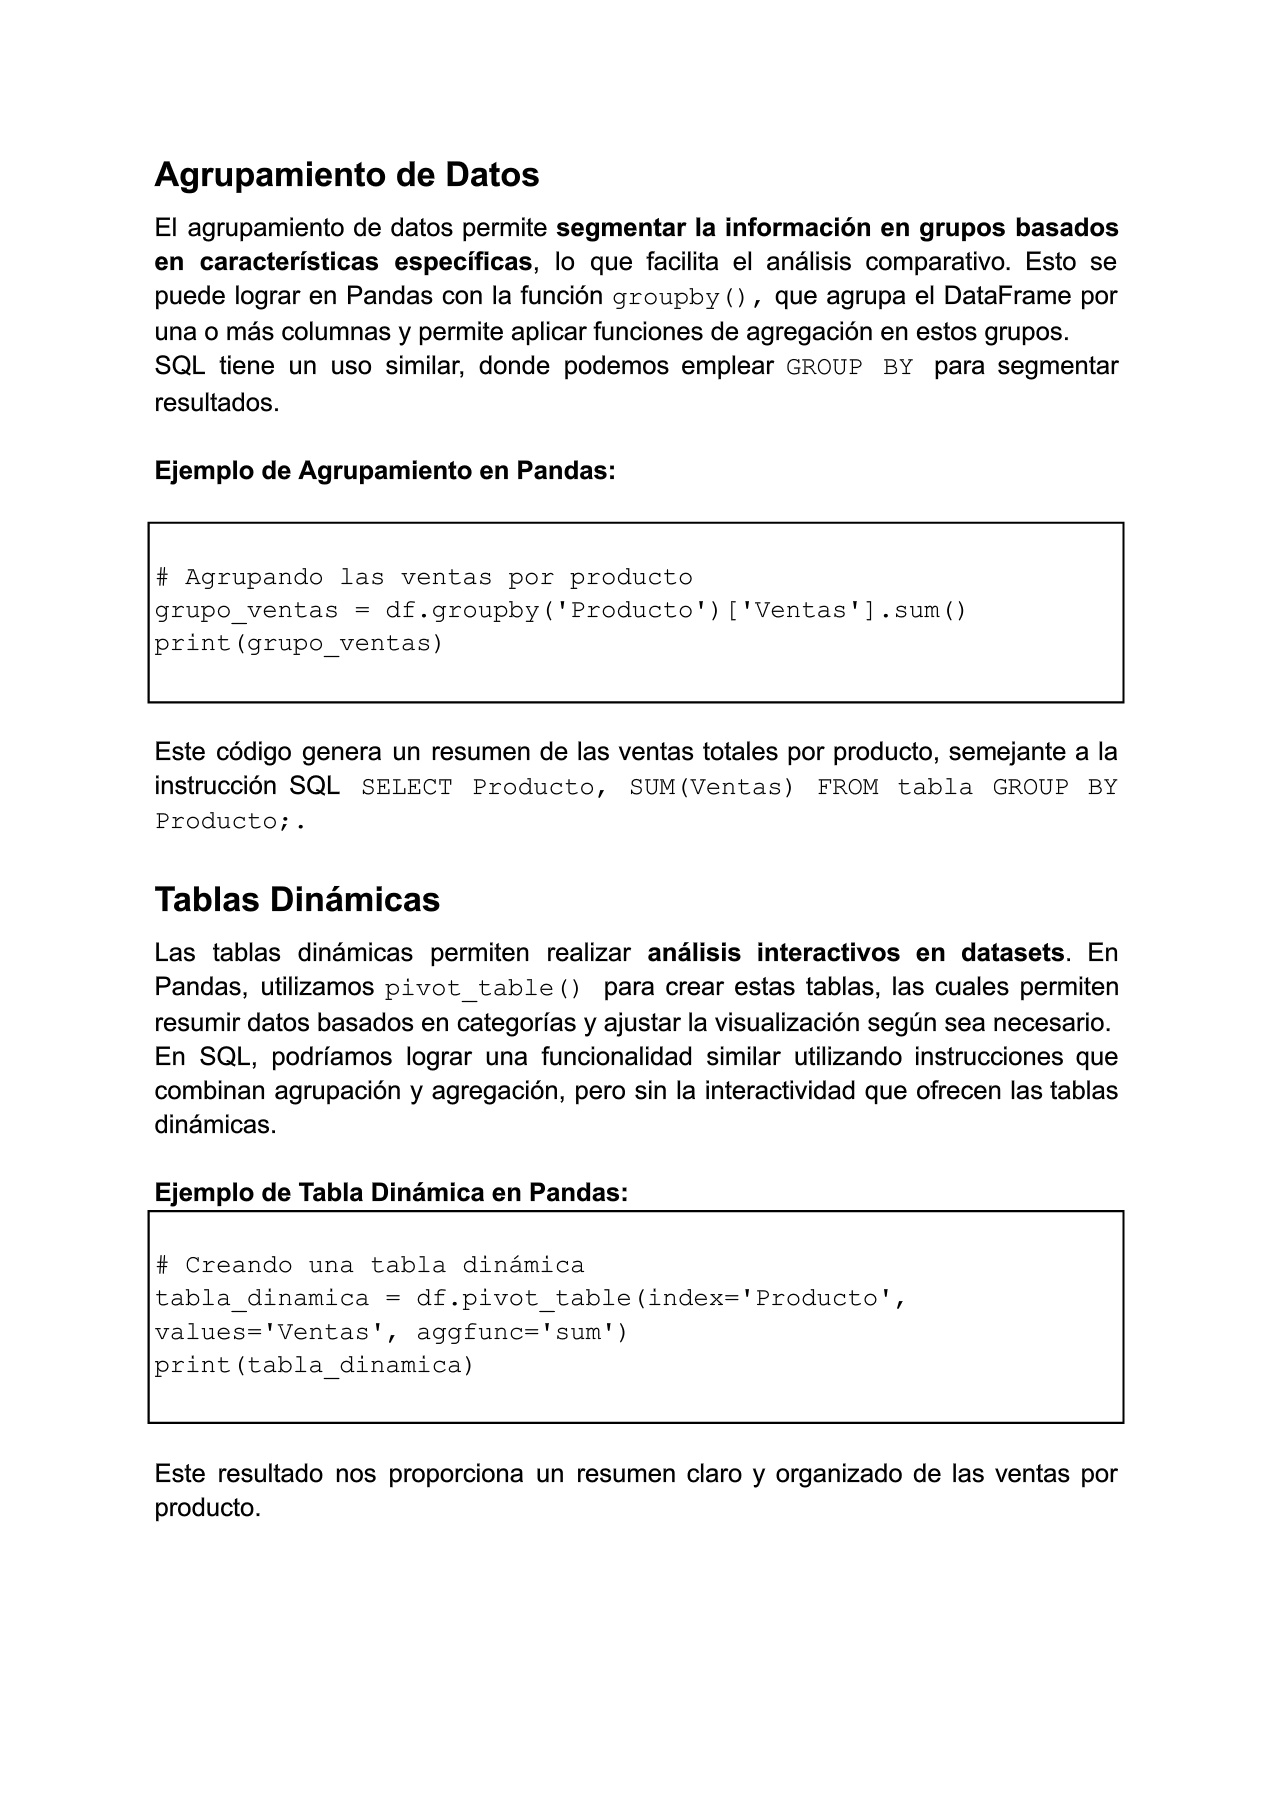 Agrupamiento de Datos
El agrupamiento de datos permite segmentar la información en grupos basados
en características específicas, lo que facilita el análisis comparativo. Esto se
puede lograr en Pandas con la función groupby(), que agrupa el DataFrame por
una o más columnas y permite aplicar funciones de agregación en estos grupos.
SQL tiene un uso similar, donde podemos emplear GROUP BY para segmentar
resultados.
Ejemplo de Agrupamiento en Pandas:
# Agrupando las ventas por producto
grupo_ventas = df.groupby('Producto')['Ventas'].sum()
print(grupo_ventas)
Este código genera un resumen de las ventas totales por producto, semejante a la
instrucción SQL SELECT Producto, SUM(Ventas) FROM tabla GROUP BY
Producto;.
Tablas Dinámicas
Las tablas dinámicas permiten realizar análisis interactivos en datasets. En
Pandas, utilizamos pivot_table() para crear estas tablas, las cuales permiten
resumir datos basados en categorías y ajustar la visualización según sea necesario.
En SQL, podríamos lograr una funcionalidad similar utilizando instrucciones que
combinan agrupación y agregación, pero sin la interactividad que ofrecen las tablas
dinámicas.
Ejemplo de Tabla Dinámica en Pandas:
# Creando una tabla dinámica
tabla_dinamica = df.pivot_table(index='Producto',
values='Ventas', aggfunc='sum')
print(tabla_dinamica)
Este resultado nos proporciona un resumen claro y organizado de las ventas por
producto.